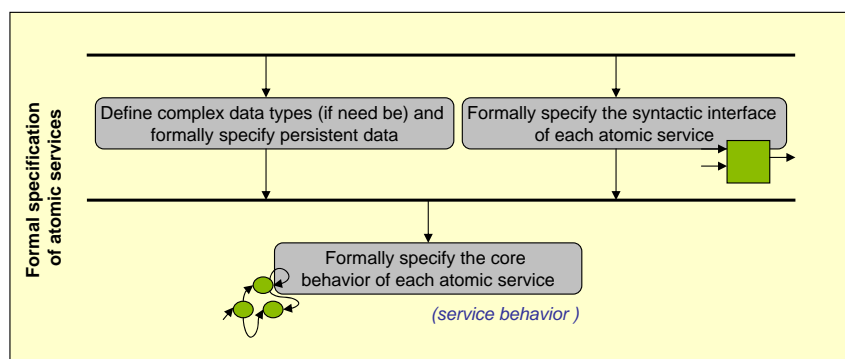 Formal specification
of atomic services
Define complex data types (if need be) and
formally specify persistent data
Formally specify the syntactic interface
of each atomic service
Formally specify the core
behavior of each atomic service
(service behavior )